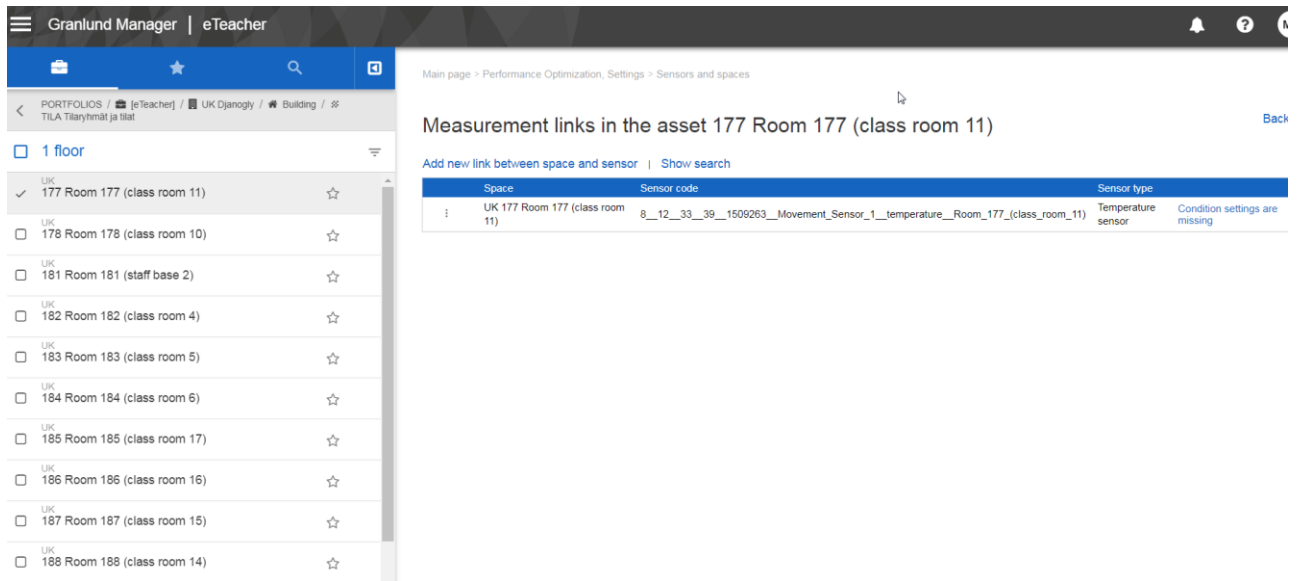 Granlund Manager | eTeacher
PORTFOLIOS / [eTeacher] / UK Djanogly / Building /
TILA Tilaryhmät ja tilat
1 floor
UK
177 Room 177 (class room 11)
UK
178 Room 178 (class room 10)
UK
181 Room 181 (staff base 2)
UK
182 Room 182 (class room 4)
UK
183 Room 183 (class room 5)
UK
184 Room 184 (class room 6)
UK
185 Room 185 (class room 17)
UK
186 Room 186 (class room 16)
UK
187 Room 187 (class room 15)
UK
188 Room 188 (class room 14)
Main page > Performance Optimization, Settings > Sensors and spaces
Measurement links in the asset 177 Room 177 (class room 11)
Back
Add new link between space and sensor | Show search
Space Sensor code Sensor type
UK 177 Room 177 (class room
11)
8__12__33__39__1509263__Movement_Sensor_1__temperature__Room_177_(class_room_11)
Temperature
sensor
Condition settings are
missing